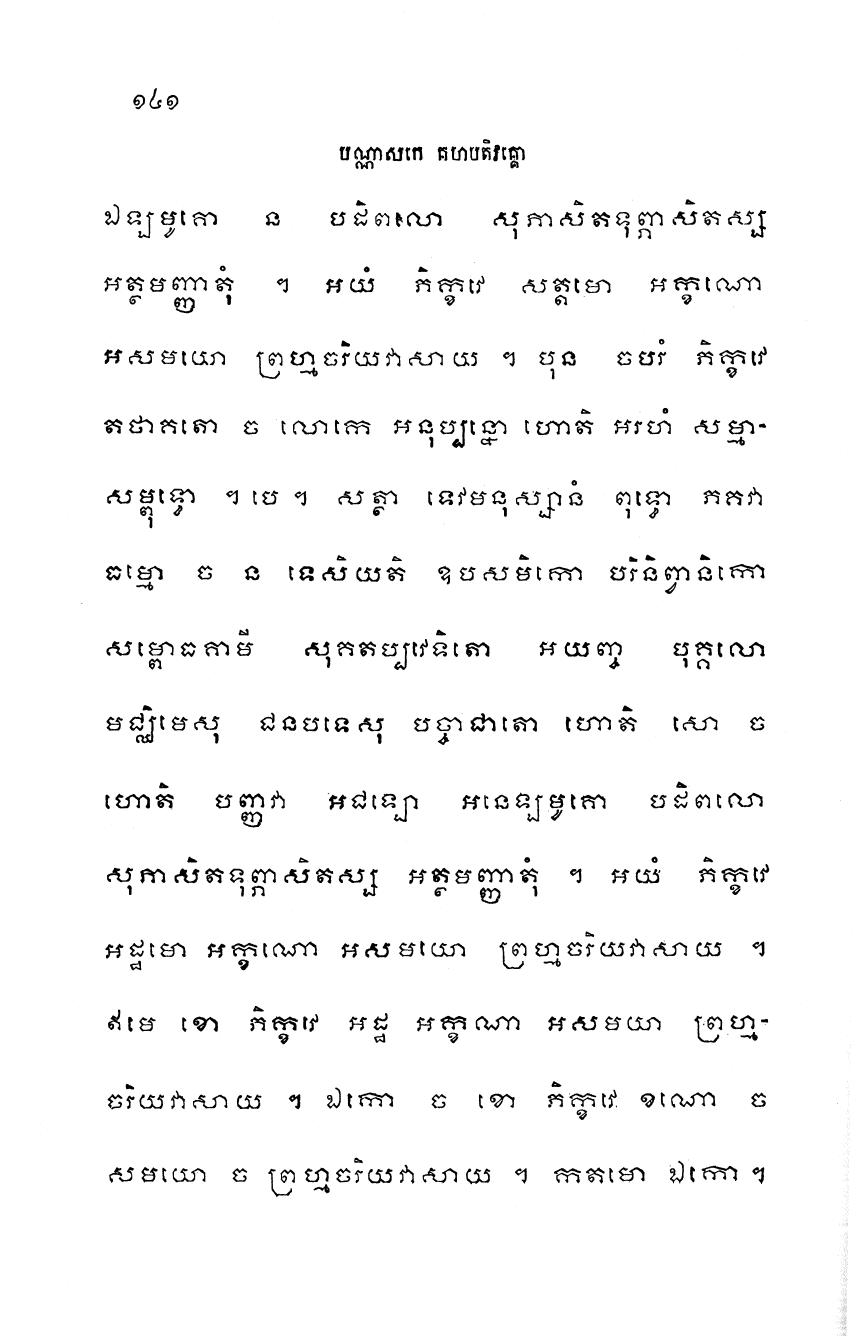 ១៤១
បណ្ណាសកេ គហបតិវគ្គោ
ឯឡមូគោ ន បដិពលោ សុភាសិតទុព្ភាសិតស្ស
អត្ថមញ្ញាតុំ ។ អយំ ភិក្ខវេ សត្តមោ អក្ខណោ
អសមយោ ព្រហ្មចរិយវាសាយ ។ បុន ចបរំ ភិក្ខវេ
តថាគតោ ច លោកេ អនុប្បន្នោ ហោតិ អរហំ សម្មា-
សម្ពុទ្ធោ ។ បេ ។ សត្ថា ទេវមនុស្សានំ ពុទ្ធោ ភគវា
ធម្មោ ច ន ទេសិយតិ ឧបសមិកោ បរិនិព្វានិកោ
សម្ពោធគាមី សុគតប្បវេទិតោ អយញ្ច បុគ្គលោ
មជ្ឈិមេសុ ជនបទេសុ បច្ចាជាតោ ហោតិ សោ ច
ហោតិ បញ្ញវា អជឡោ អនេឡមូគោ បដិពលោ
សុភាសិតទុព្ភាសិតស្ស អត្ថមញ្ញាតុំ ។ អយំ ភិក្ខវេ
អដ្ឋមោ អក្ខណោ អសមយោ ព្រហ្មចរិយវាសាយ ។
ឥមេ ខោ ភិក្ខវេ អដ្ឋ អក្ខណា អសមយា ព្រហ្ម-
ចរិយវាសាយ ។ ឯកោ ច ខោ ភិក្ខវេ ខណោ ច
សមយោ ច ព្រហ្មចរិយវាសាយ ។ កតមោ ឯកោ ។